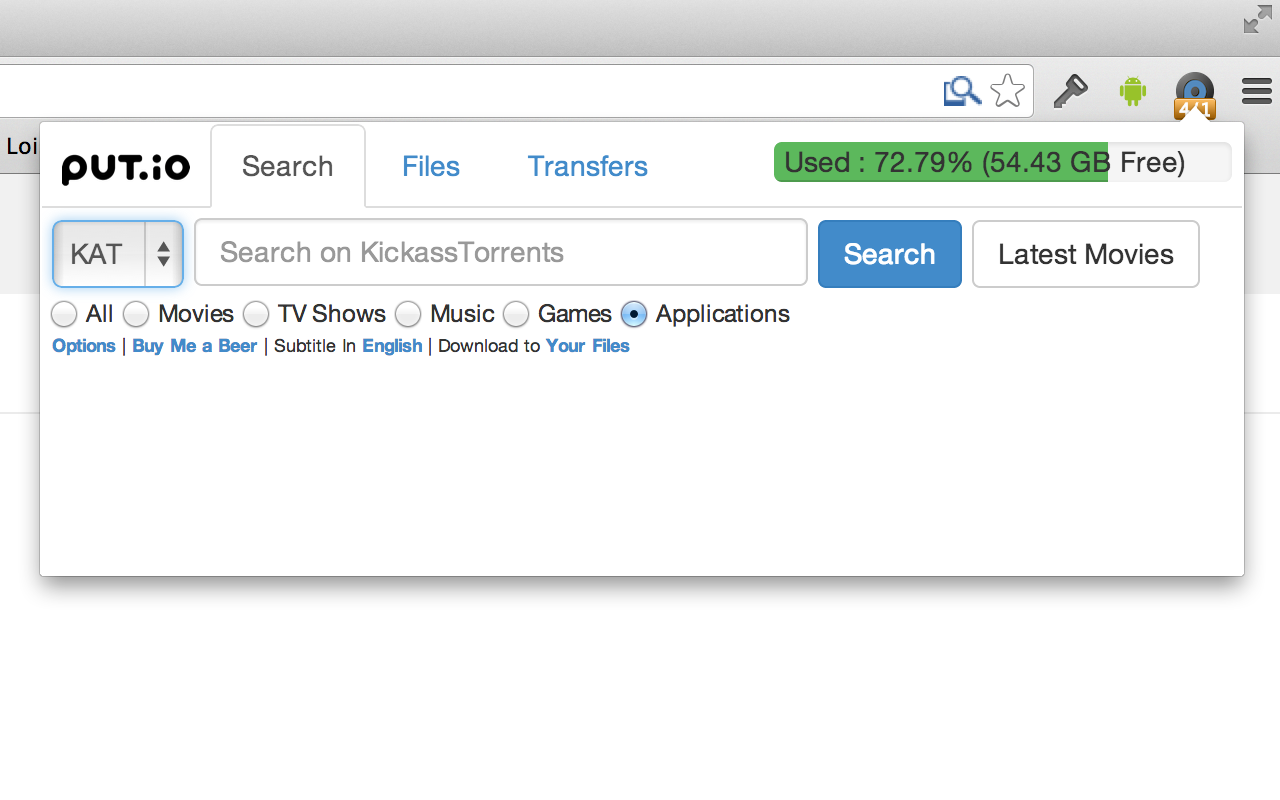 Loi
put.io Search Files Transfers Used : 72.79% (54.43 GB Free)
KAT Search on KickassTorrents Search Latest Movies
All Movies TV Shows Music Games Applications
Options | Buy Me a Beer | Subtitle In English | Download to Your Files